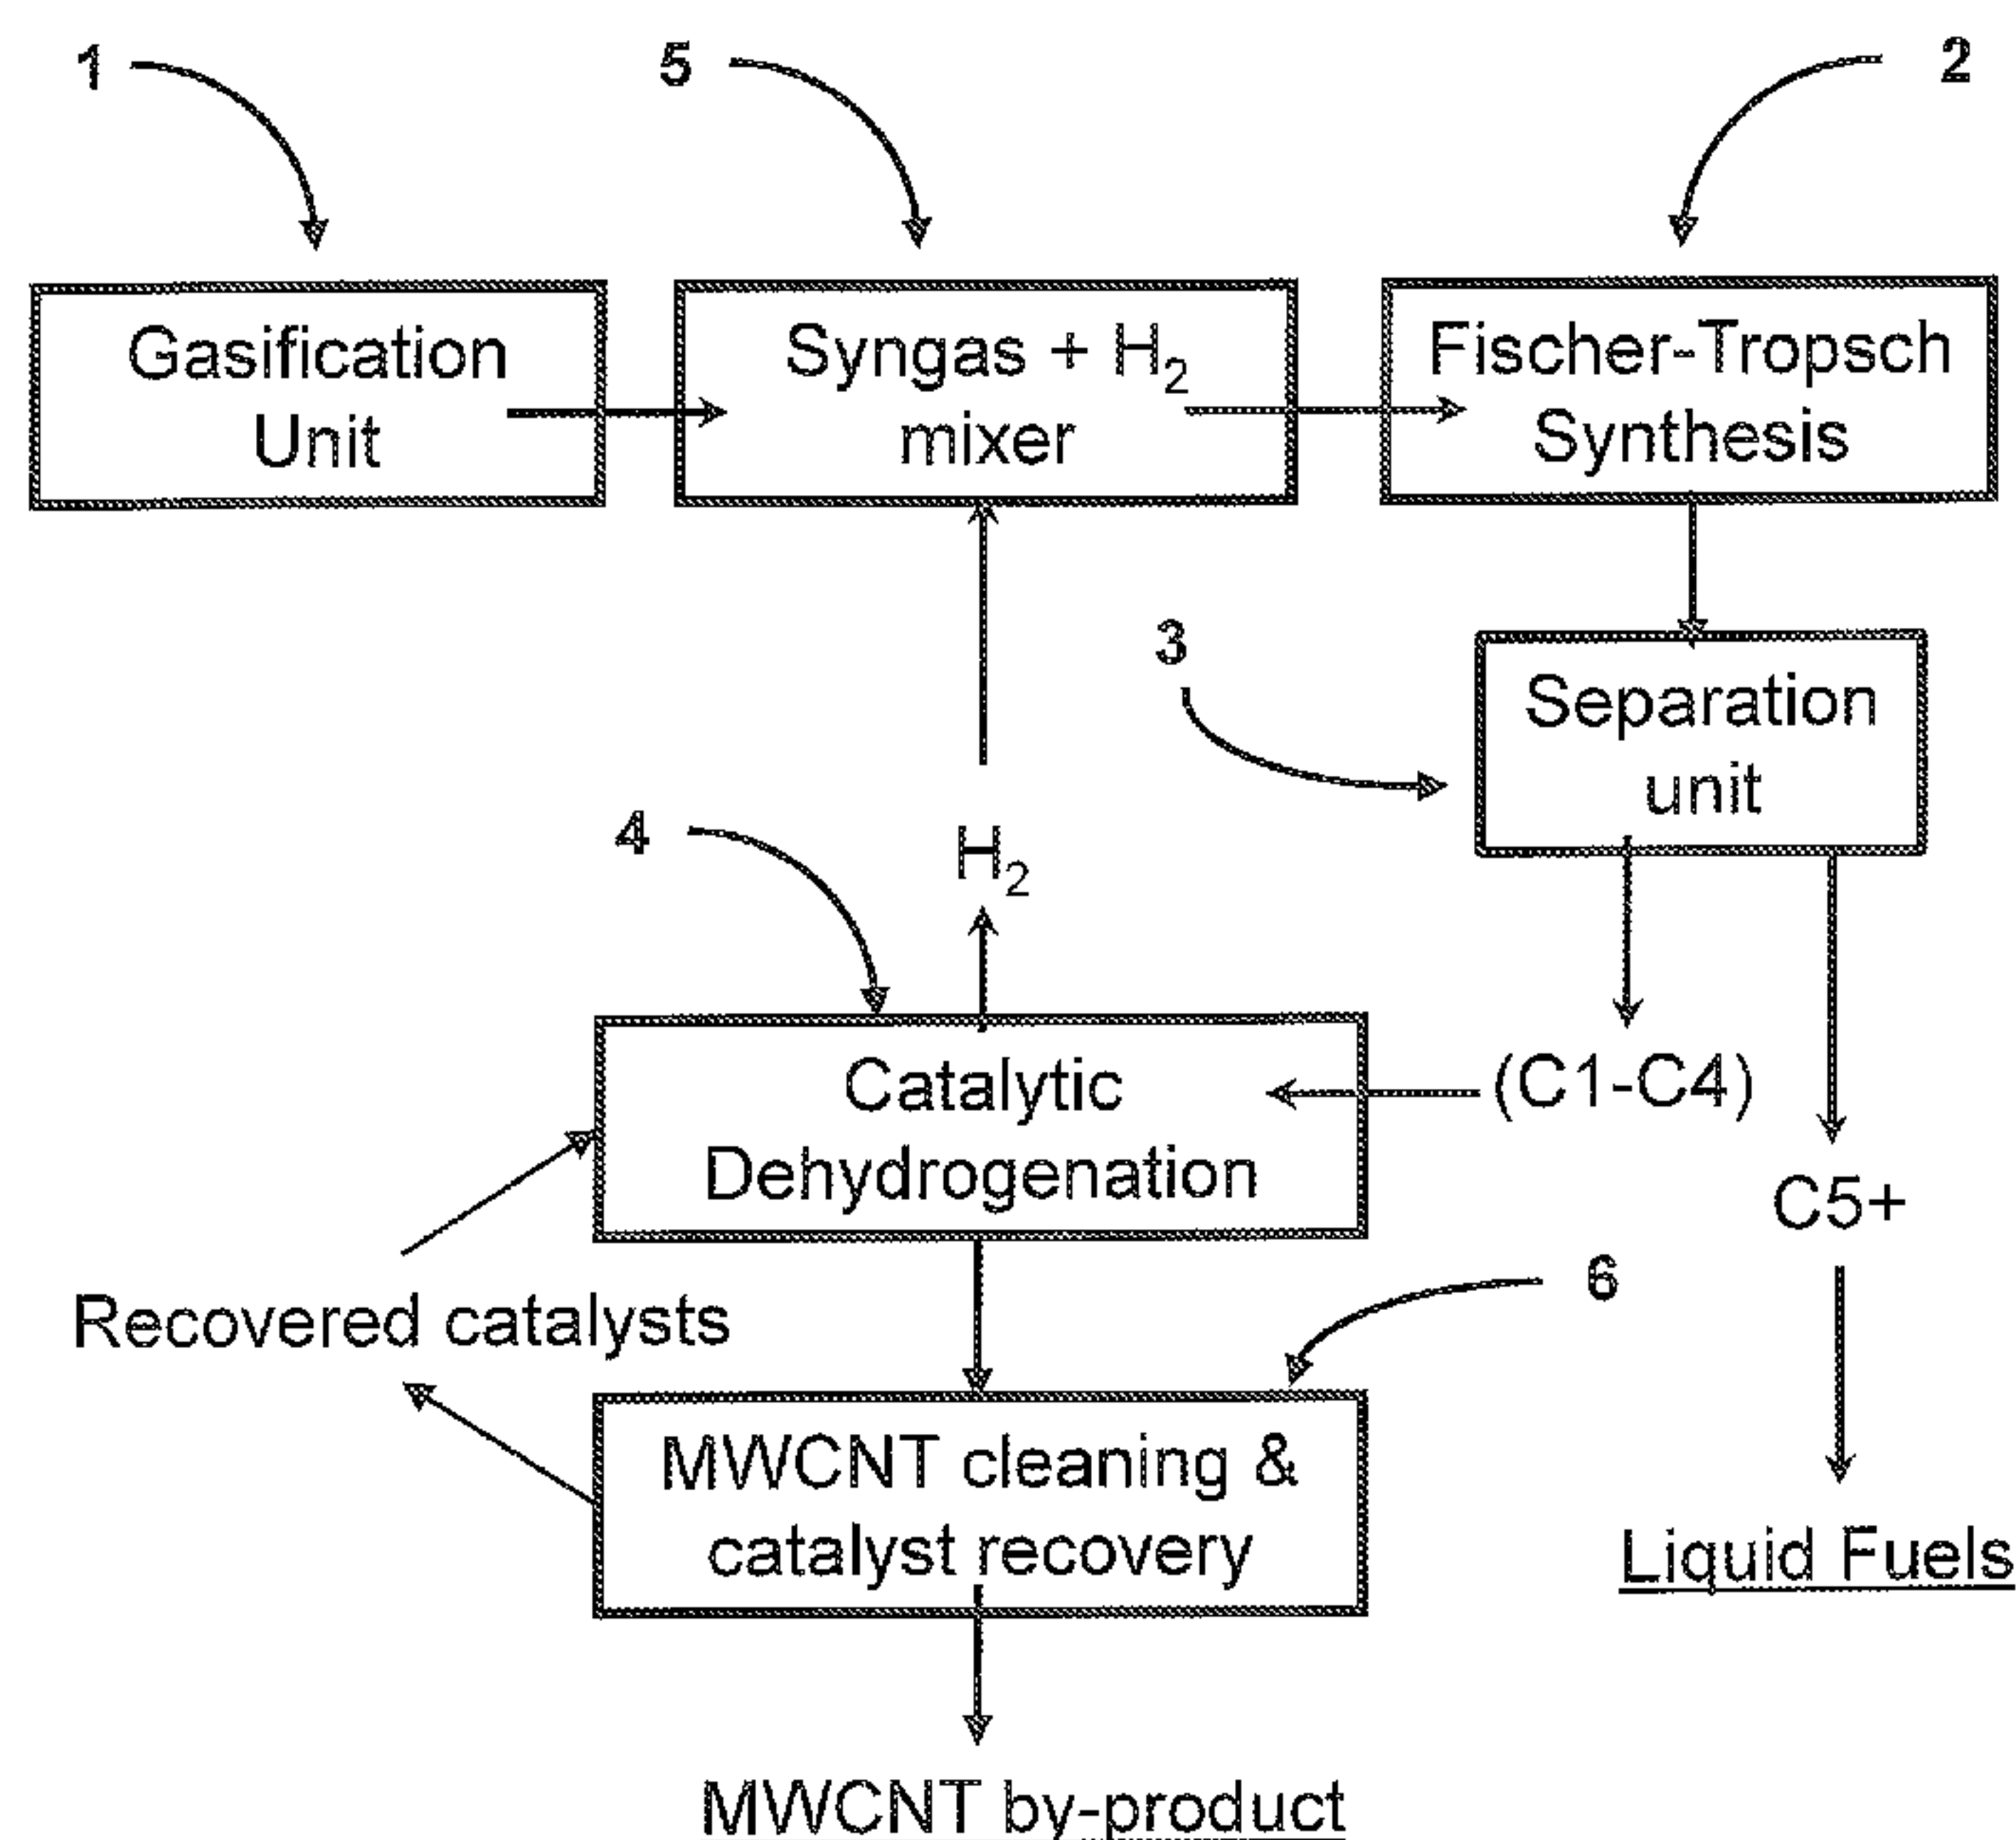 1
5
2
Gasification
Unit
Syngas + H₂
mixer
Fischer-Tropsch
Synthesis
3
Separation
unit
4
H₂
Catalytic
Dehydrogenation
(C1-C4)
C5+
Recovered catalysts
6
MWCNT cleaning &
catalyst recovery
Liquid Fuels
MWCNT by-product